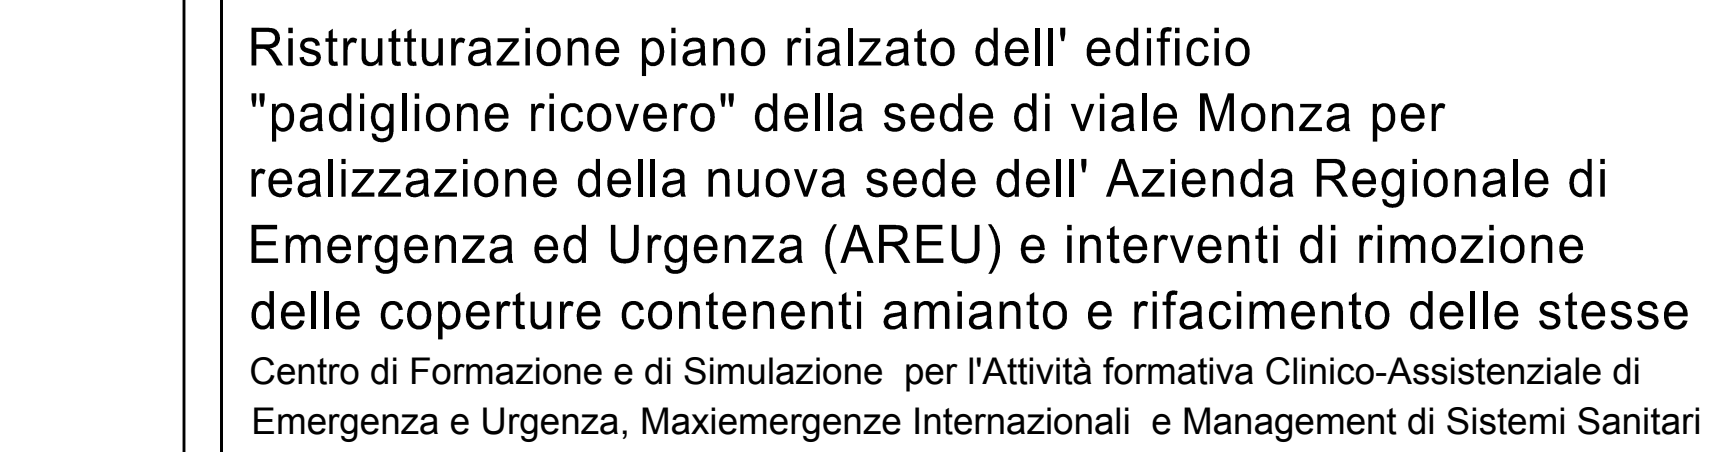 Ristrutturazione piano rialzato dell' edificio
"padiglione ricovero" della sede di viale Monza per
realizzazione della nuova sede dell' Azienda Regionale di
Emergenza ed Urgenza (AREU) e interventi di rimozione
delle coperture contenenti amianto e rifacimento delle stesse
Centro di Formazione e di Simulazione  per l'Attività formativa Clinico-Assistenziale di
Emergenza e Urgenza, Maxiemergenze Internazionali  e Management di Sistemi Sanitari